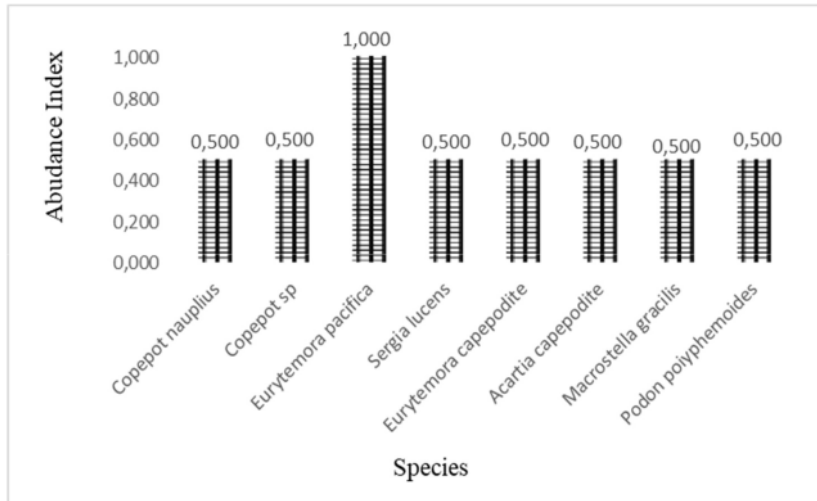 Abudance Index
1,000
0,800
0,600
0,400
0,200
0,000
0,500
0,500
1,000
0,500
0,500
0,500
0,500
0,500
Copepot nauplius
Copepot sp
Eurytemora pacifica
Sergia lucens
Eurytemora capepodite
Acartia capepodite
Macrostella gracilis
Podon poiyphemoides
Species